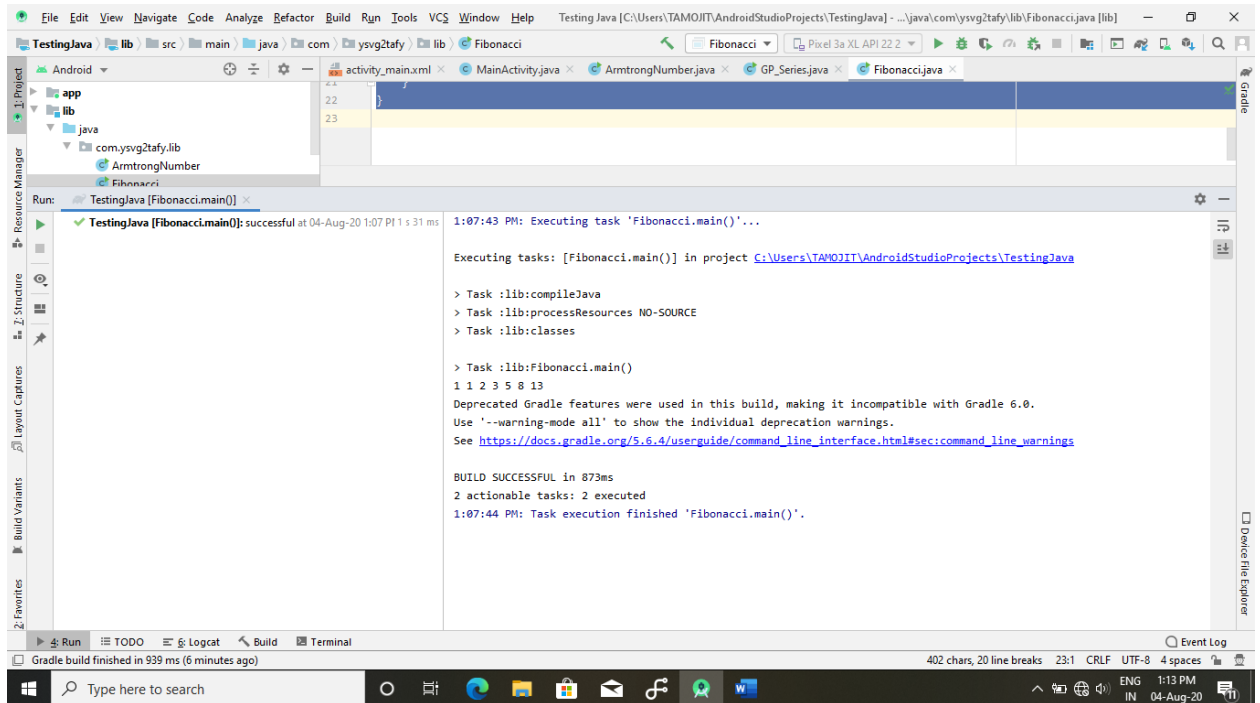 File Edit View Navigate Code Analyze Refactor Build Run Tools VCS Window Help Testing Java [C:\Users\TAMOJIT\AndroidStudioProjects\TestingJava] - ...\java\com\ysvg2tafy\lib\Fibonacci.java [lib]
TestingJava lib src main java com ysvg2tafy lib Fibonacci Fibonacci Pixel 3a XL API 22 2
Android activity_main.xml MainActivity.java ArmtrongNumber.java GP_Series.java Fibonacci.java
app
lib
java
com.ysvg2tafy.lib
ArmtrongNumber
Fibonacci
21 }
22 }
23
Run: TestingJava [Fibonacci.main()]
TestingJava [Fibonacci.main()]: successful at 04-Aug-20 1:07 PM 1 s 31 ms
1:07:43 PM: Executing task 'Fibonacci.main()'...
Executing tasks: [Fibonacci.main()] in project C:\Users\TAMOJIT\AndroidStudioProjects\TestingJava
> Task :lib:compileJava
> Task :lib:processResources NO-SOURCE
> Task :lib:classes
> Task :lib:Fibonacci.main()
1 1 2 3 5 8 13
Deprecated Gradle features were used in this build, making it incompatible with Gradle 6.0.
Use '--warning-mode all' to show the individual deprecation warnings.
See https://docs.gradle.org/5.6.4/userguide/command_line_interface.html#sec:command_line_warnings
BUILD SUCCESSFUL in 873ms
2 actionable tasks: 2 executed
1:07:44 PM: Task execution finished 'Fibonacci.main()'.
1: Project
Resource Manager
7: Structure
Layout Captures
Build Variants
2: Favorites
Gradle
Device File Explorer
4: Run TODO 6: Logcat Build Terminal Event Log
Gradle build finished in 939 ms (6 minutes ago) 402 chars, 20 line breaks 23:1 CRLF UTF-8 4 spaces
Type here to search
ENG 1:13 PM
IN 04-Aug-20
11